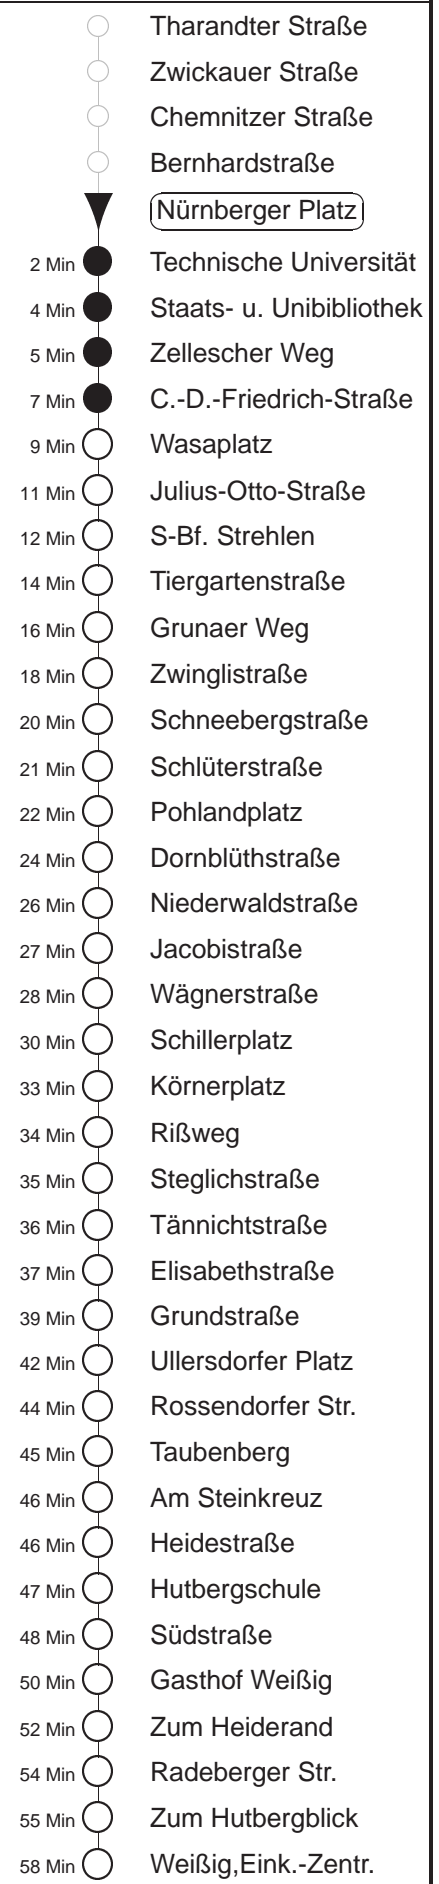 Tharandter Straße
Zwickauer Straße
Chemnitzer Straße
Bernhardstraße
Nürnberger Platz
2 Min Technische Universität
4 Min Staats- u. Unibibliothek
5 Min Zellescher Weg
7 Min C.-D.-Friedrich-Straße
9 Min Wasaplatz
11 Min Julius-Otto-Straße
12 Min S-Bf. Strehlen
14 Min Tiergartenstraße
16 Min Grunaer Weg
18 Min Zwinglistraße
20 Min Schneebergstraße
21 Min Schlüterstraße
22 Min Pohlandplatz
24 Min Dornblüthstraße
26 Min Niederwaldstraße
27 Min Jacobistraße
28 Min Wägnerstraße
30 Min Schillerplatz
33 Min Körnerplatz
34 Min Rißweg
35 Min Steglichstraße
36 Min Tännichtstraße
37 Min Elisabethstraße
39 Min Grundstraße
42 Min Ullersdorfer Platz
44 Min Rossendorfer Str.
45 Min Taubenberg
46 Min Am Steinkreuz
46 Min Heidestraße
47 Min Hutbergschule
48 Min Südstraße
50 Min Gasthof Weißig
52 Min Zum Heiderand
54 Min Radeberger Str.
55 Min Zum Hutbergblick
58 Min Weißig,Eink.-Zentr.